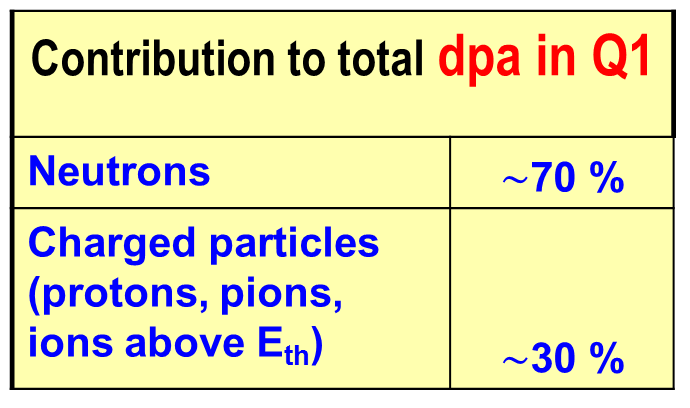 Contribution to total dpa in Q1
Neutrons
~70 %
Charged particles
(protons, pions,
ions above Eth)
~30 %